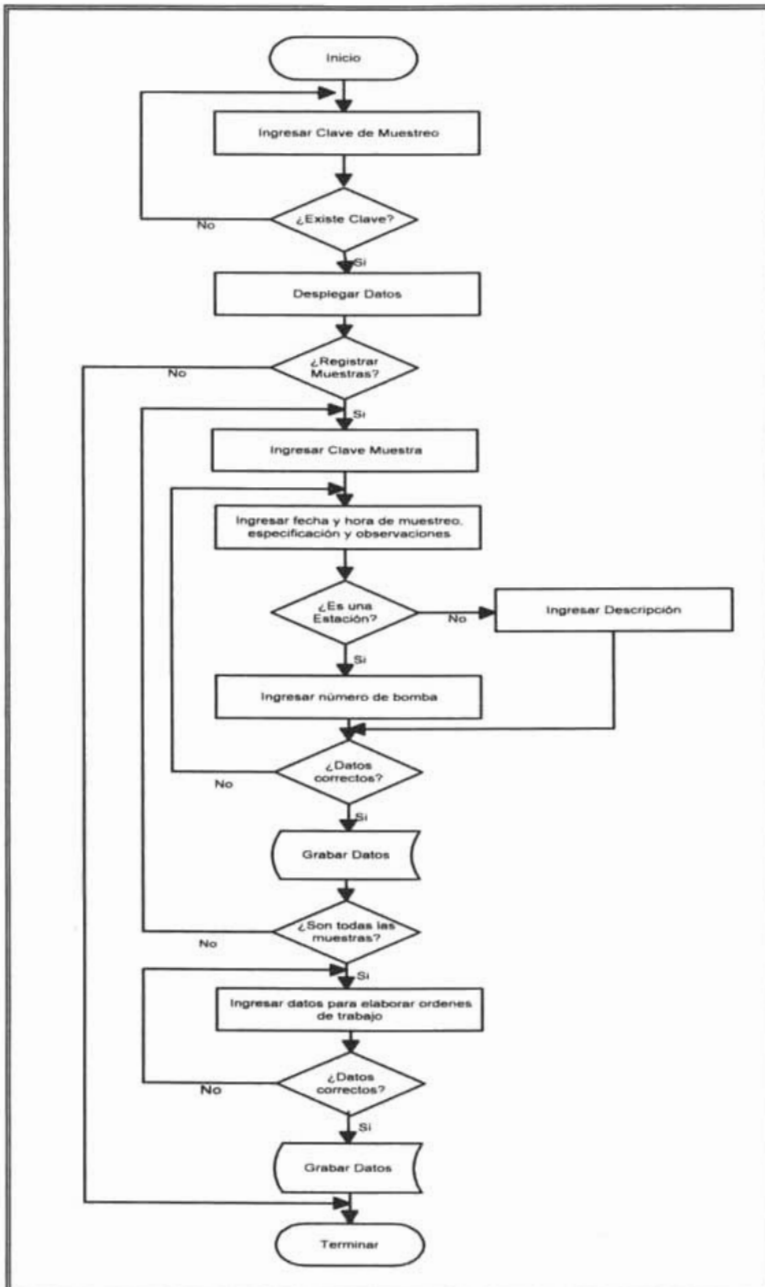 Inicio
Ingresar Clave de Muestreo
¿Existe Clave?
No
Si
Desplegar Datos
¿Registrar
Muestras?
No
Si
Ingresar Clave Muestra
Ingresar fecha y hora de muestreo,
especificación y observaciones
¿Es una
Estación?
No
Ingresar Descripción
Si
Ingresar número de bomba
¿Datos
correctos?
No
Si
Grabar Datos
¿Son todas las
muestras?
No
Si
Ingresar datos para elaborar ordenes
de trabajo
¿Datos
correctos?
No
Si
Grabar Datos
Terminar